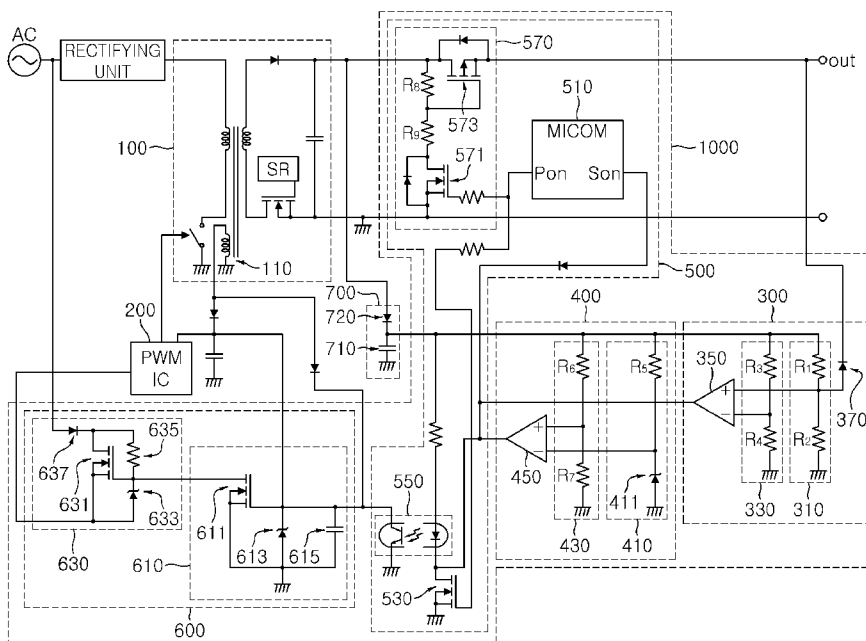 AC
RECTIFYING
UNIT
570
out
R8
573
510
MICOM
R9
571
1000
100
SR
Pon
Son
110
500
700
400
300
200
720
710
PWM
IC
R6
R5
350
R3
R1
+
−
370
635
R4
R2
637
631
633
450
+
−
R7
411
550
611
613
615
330
310
430
410
630
610
530
600